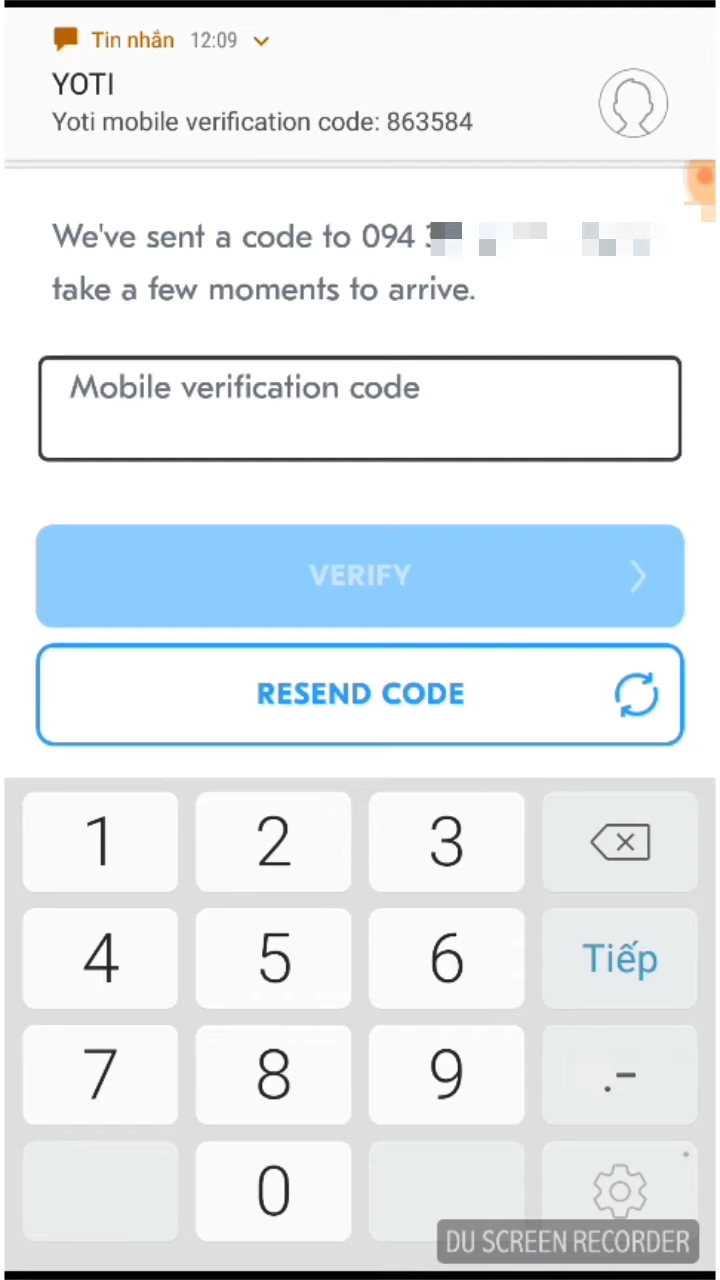 Tin nhắn 12:09
YOTI
Yoti mobile verification code: 863584
We've sent a code to 094
take a few moments to arrive.
Mobile verification code
VERIFY
RESEND CODE
1 2 3
4 5 6 Tiếp
7 8 9 .-
0
DU SCREEN RECORDER